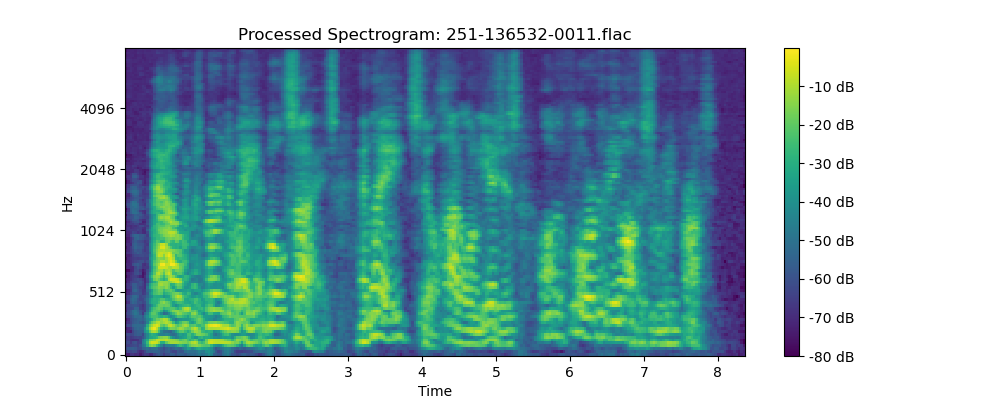 Processed Spectrogram: 251-136532-0011.flac
Hz
4096
2048
1024
512
0
0 1 2 3 4 5 6 7 8
Time
-10 dB
-20 dB
-30 dB
-40 dB
-50 dB
-60 dB
-70 dB
-80 dB